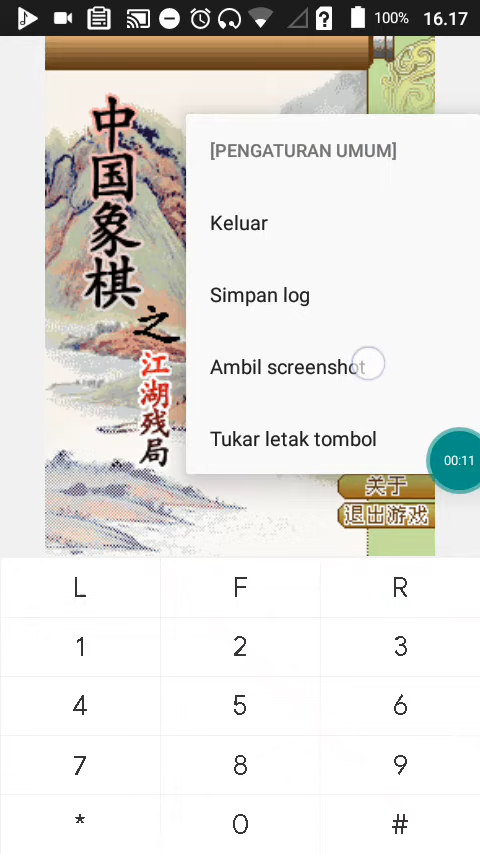 100% 16.17
中国象棋
之
江湖残局
[PENGATURAN UMUM]
Keluar
Simpan log
Ambil screenshot
Tukar letak tombol
00:11
关于
退出游戏
L F R
1 2 3
4 5 6
7 8 9
* 0 #